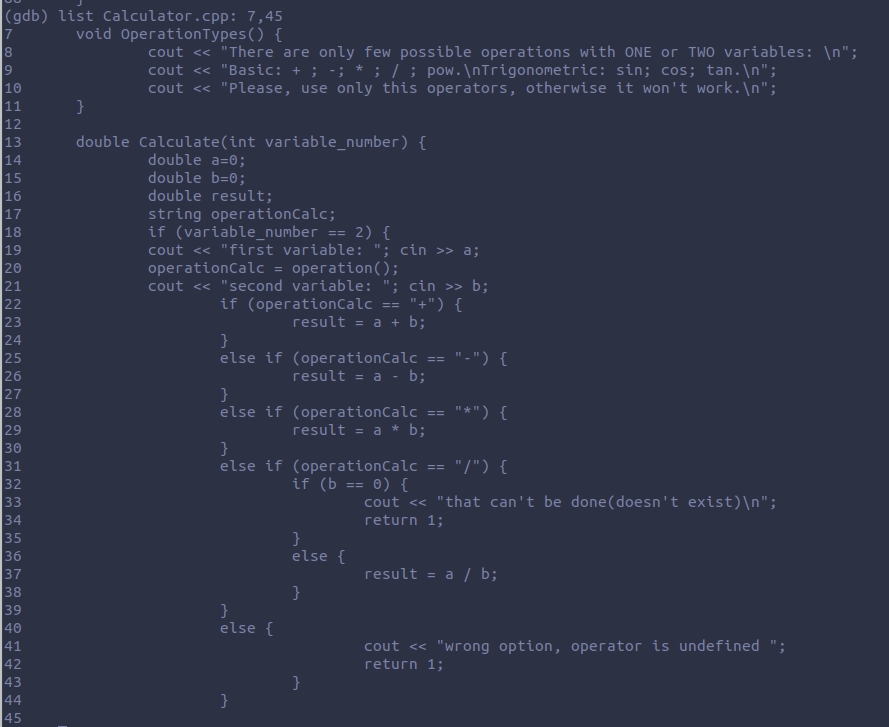 (gdb) list Calculator.cpp: 7,45
7 void OperationTypes() {
8 cout << "There are only few possible operations with ONE or TWO variables: \n";
9 cout << "Basic: + ; -; * ; / ; pow.\nTrigonometric: sin; cos; tan.\n";
10 cout << "Please, use only this operators, otherwise it won't work.\n";
11 }
12
13 double Calculate(int variable_number) {
14 double a=0;
15 double b=0;
16 double result;
17 string operationCalc;
18 if (variable_number == 2) {
19 cout << "first variable: "; cin >> a;
20 operationCalc = operation();
21 cout << "second variable: "; cin >> b;
22 if (operationCalc == "+") {
23 result = a + b;
24 }
25 else if (operationCalc == "-") {
26 result = a - b;
27 }
28 else if (operationCalc == "*") {
29 result = a * b;
30 }
31 else if (operationCalc == "/") {
32 if (b == 0) {
33 cout << "that can't be done(doesn't exist)\n";
34 return 1;
35 }
36 else {
37 result = a / b;
38 }
39 }
40 else {
41 cout << "wrong option, operator is undefined ";
42 return 1;
43 }
44 }
45